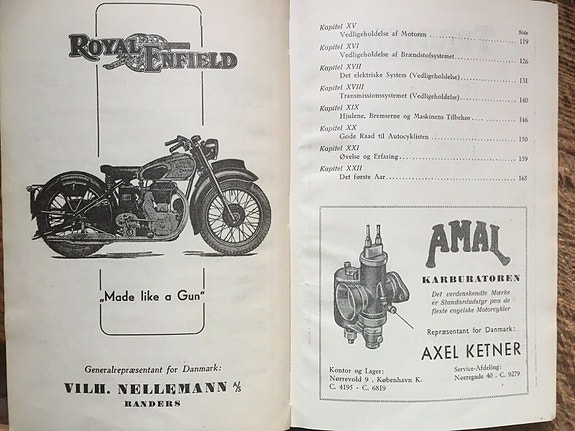 ROYAL
ENFIELD
„Made like a Gun"
Generalrepræsentant for Danmark:
VILH. NELLEMANN A/S
RANDERS
Kapitel XV
Side
Vedligeholdelse af Motoren
119
Kapitel XVI
Vedligeholdelse af Brændstofsystemet
126
Kapitel XVII
Det elektriske System (Vedligeholdelse)
131
Kapitel XVIII
Transmissionssystemet (Vedligeholdelse)
140
Kapitel XIX
Hjulene, Bremserne og Maskinens Tilbehør
146
Kapitel XX
Gode Raad til Autocyklisten
150
Kapitel XXI
Øvelse og Erfaring
159
Kapitel XXII
Det første Aar
165
AMAL
KARBURATOREN
Det verdenskendte Mærke
er Standardudstyr paa de
fleste engelske Motorcykler
Repræsentant for Danmark:
AXEL KETNER
Kontor og Lager:
Nørrevold 9 . København K.
C. 4195 - C. 6819
Service-Afdeling:
Nørregade 40 . C. 9279